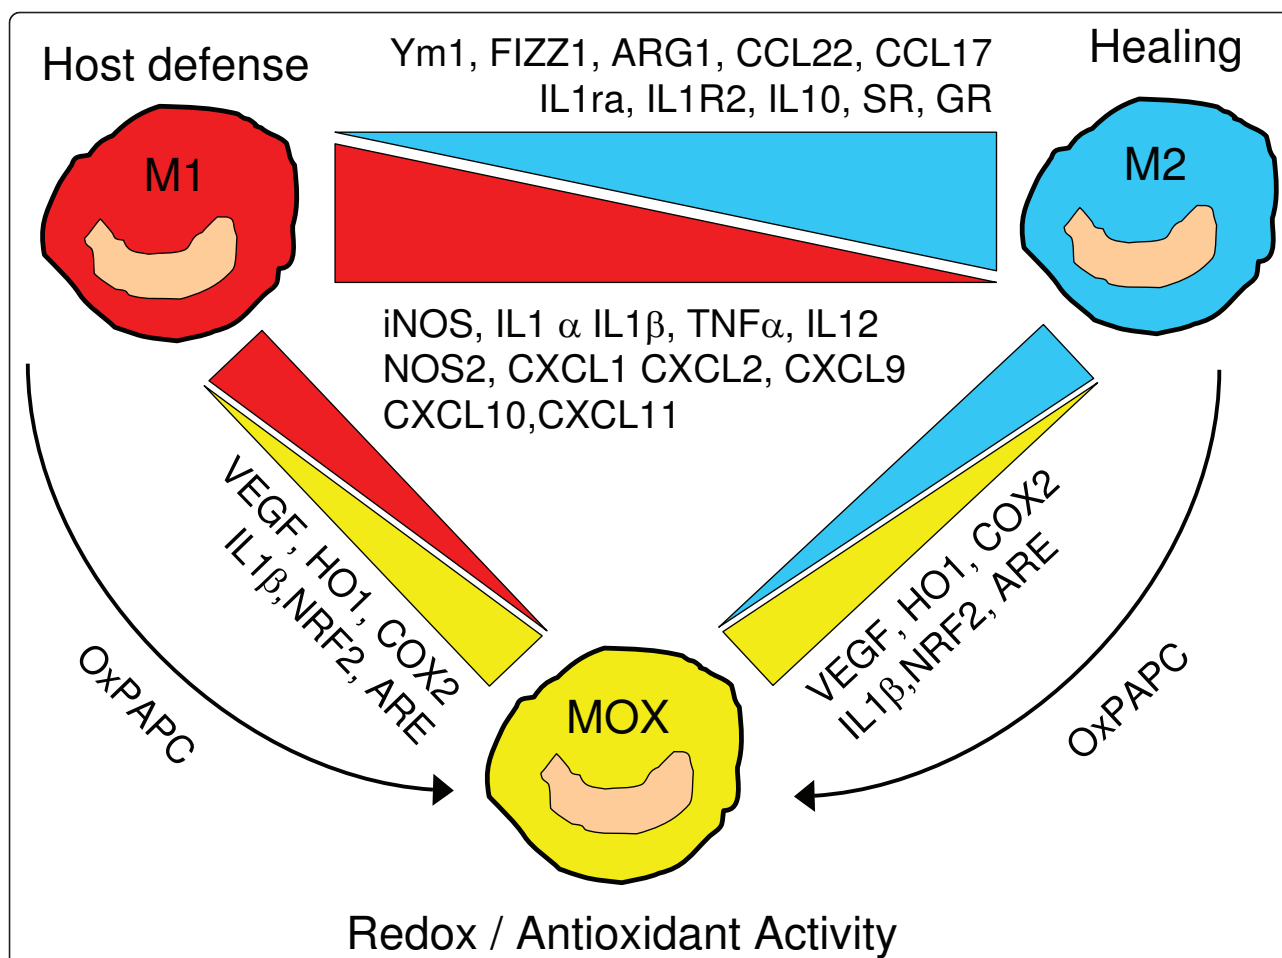 Host defense
Ym1, FIZZ1, ARG1, CCL22, CCL17
IL1ra, IL1R2, IL10, SR, GR
Healing
M1
M2
iNOS, IL1 α IL1β, TNFα, IL12
NOS2, CXCL1 CXCL2, CXCL9
CXCL10,CXCL11
VEGF, HO1, COX2
IL1β,NRF2, ARE
OxPAPC
VEGF, HO1, COX2
IL1β,NRF2, ARE
OxPAPC
MOX
Redox / Antioxidant Activity